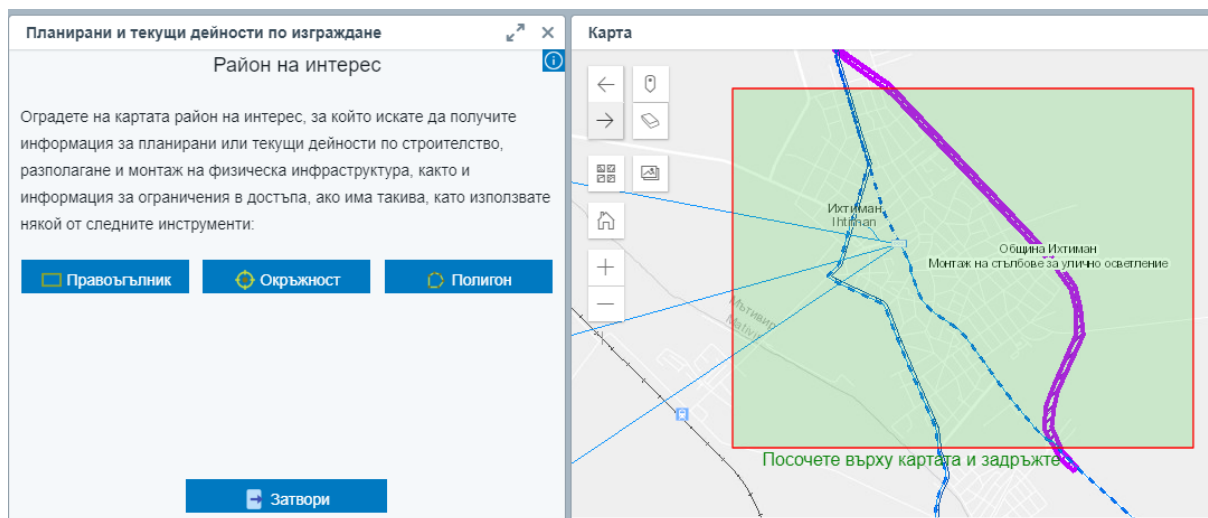 Планирани и текущи дейности по изграждане
Район на интерес
Оградете на картата район на интерес, за който искате да получите
информация за планирани или текущи дейности по строителство,
разполагане и монтаж на физическа инфраструктура, както и
информация за ограничения в достъпа, ако има такива, като използвате
някой от следните инструменти:
Правоъгълник
Окръжност
Полигон
Затвори
Карта
Ихтиман
Ihtiman
Община Ихтиман
Монтаж на стълбове за улично осветление
Мътивир
Посочете върху картата и задръжте